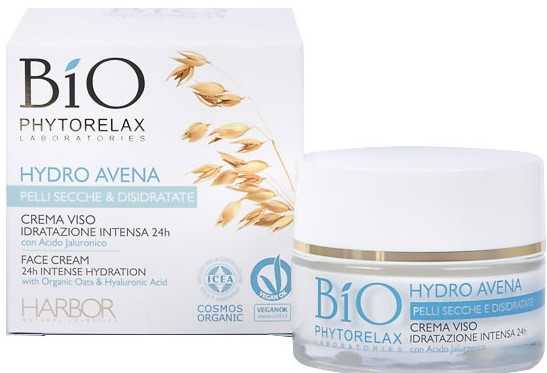 BiO
PHYTORELAX
LABORATORIES
HYDRO AVENA
PELLI SECCHE & DISIDRATATE
CREMA VISO
IDRATAZIONE INTENSA 24h
con Acido Jaluronico
FACE CREAM
24h INTENSE HYDRATION
with Organic Oats & Hyaluronic Acid
HARBOR
ICEA
COSMOS
ORGANIC
VEGAN OK
VEGANOK
BiO
PHYTORELAX
LABORATORIES
HYDRO AVENA
PELLI SECCHE E DISIDRATATE
CREMA VISO
IDRATAZIONE INTENSA 24h
con Acido Jaluronico